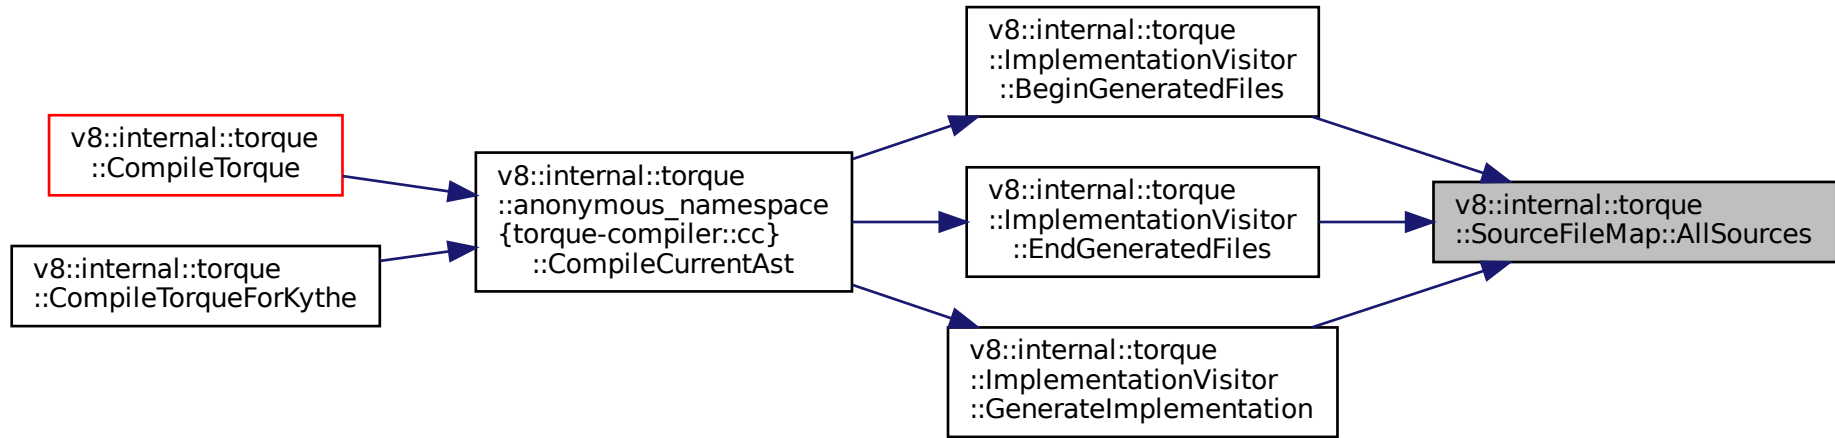 v8::internal::torque
::CompileTorque
v8::internal::torque
::CompileTorqueForKythe
v8::internal::torque
::anonymous_namespace
{torque-compiler::cc}
::CompileCurrentAst
v8::internal::torque
::ImplementationVisitor
::BeginGeneratedFiles
v8::internal::torque
::ImplementationVisitor
::EndGeneratedFiles
v8::internal::torque
::ImplementationVisitor
::GenerateImplementation
v8::internal::torque
::SourceFileMap::AllSources